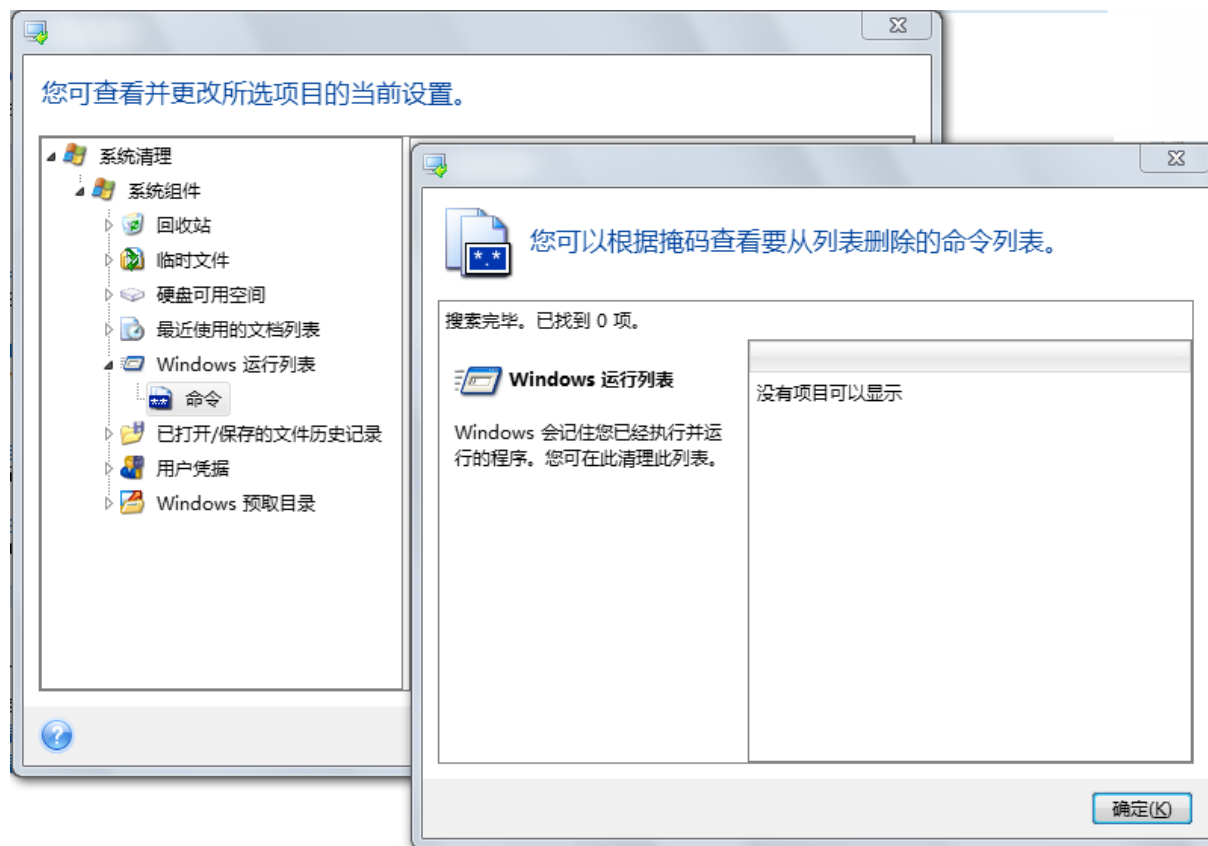 您可查看并更改所选项目的当前设置。
系统清理
系统组件
回收站
临时文件
硬盘可用空间
最近使用的文档列表
Windows 运行列表
命令
已打开/保存的文件历史记录
用户凭据
Windows 预取目录
您可以根据掩码查看要从列表删除的命令列表。
搜索完毕。已找到 0 项。
Windows 运行列表
Windows 会记住您已经执行并运
行的程序。您可在此清理此列表。
没有项目可以显示
确定(K)